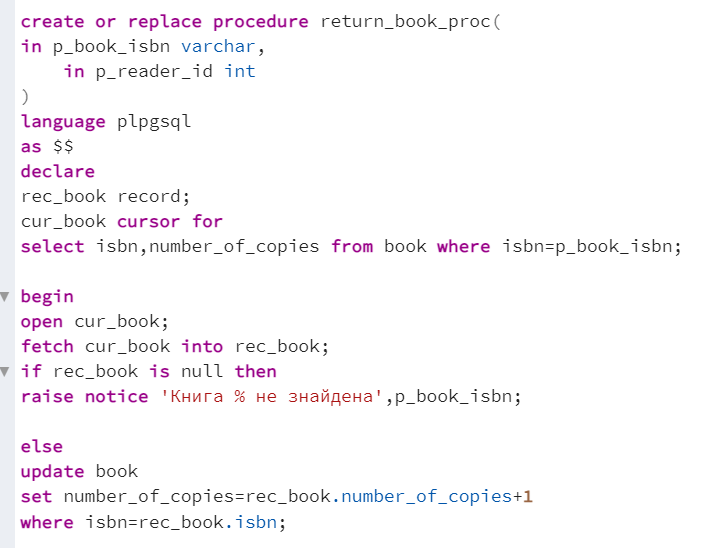 create or replace procedure return_book_proc(
in p_book_isbn varchar,
in p_reader_id int
)
language plpgsql
as $$
declare
rec_book record;
cur_book cursor for
select isbn,number_of_copies from book where isbn=p_book_isbn;
begin
open cur_book;
fetch cur_book into rec_book;
if rec_book is null then
raise notice 'Книга % не знайдена',p_book_isbn;
else
update book
set number_of_copies=rec_book.number_of_copies+1
where isbn=rec_book.isbn;